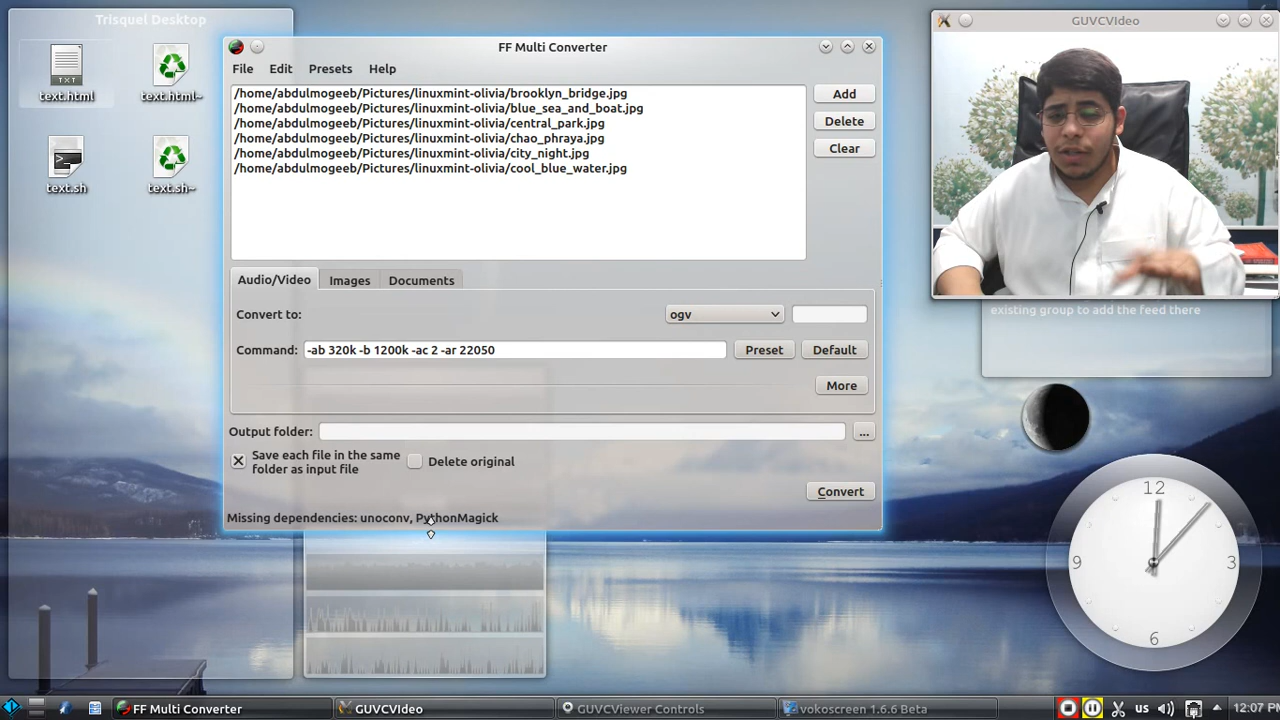 Trisquel Desktop
text.html
text.html~
text.sh
text.sh~
TXT
FF Multi Converter
File Edit Presets Help
/home/abdulmogeeb/Pictures/linuxmint-olivia/brooklyn_bridge.jpg
/home/abdulmogeeb/Pictures/linuxmint-olivia/blue_sea_and_boat.jpg
/home/abdulmogeeb/Pictures/linuxmint-olivia/central_park.jpg
/home/abdulmogeeb/Pictures/linuxmint-olivia/chao_phraya.jpg
/home/abdulmogeeb/Pictures/linuxmint-olivia/city_night.jpg
/home/abdulmogeeb/Pictures/linuxmint-olivia/cool_blue_water.jpg
Add
Delete
Clear
Audio/Video Images Documents
Convert to: ogv
Command: -ab 320k -b 1200k -ac 2 -ar 22050 Preset Default
More
Output folder: ...
Save each file in the same
folder as input file
Delete original
Convert
Missing dependencies: unoconv, PythonMagick
GUVCVIdeo
existing group to add the feed there
12
9 3
6
FF Multi Converter GUVCVIdeo GUVCViewer Controls vokoscreen 1.6.6 Beta us 12:07 PM